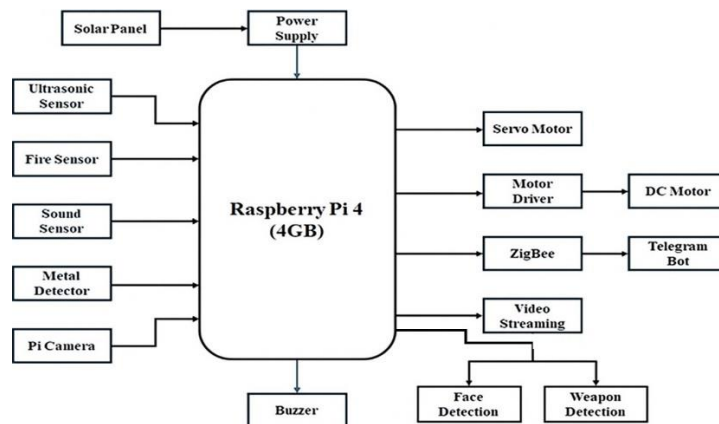 Solar Panel
Power
Supply
Ultrasonic
Sensor
Fire Sensor
Sound
Sensor
Metal
Detector
Pi Camera
Raspberry Pi 4
(4GB)
Servo Motor
Motor
Driver
DC Motor
ZigBee
Telegram
Bot
Video
Streaming
Face
Detection
Weapon
Detection
Buzzer